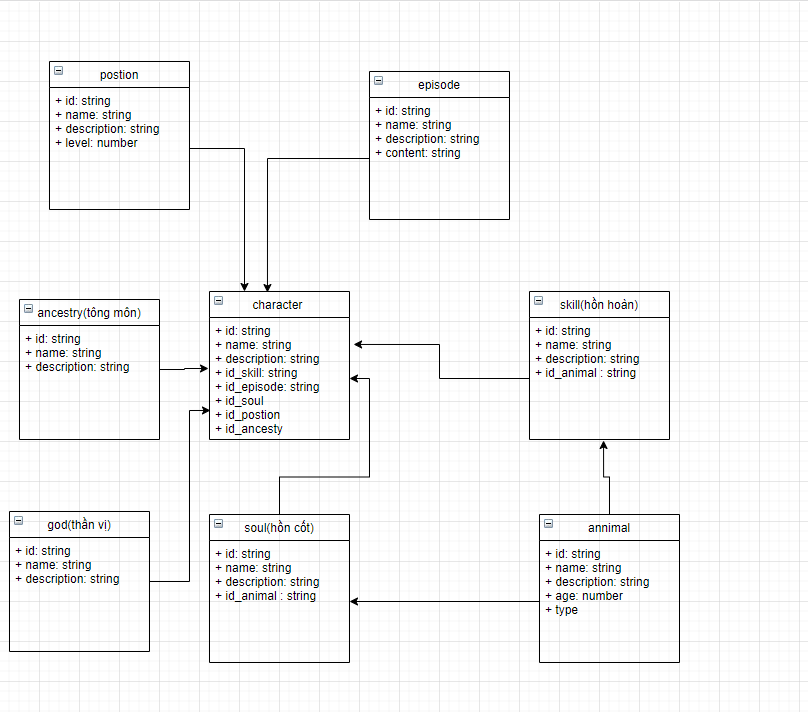 postion
+ id: string
+ name: string
+ description: string
+ level: number
episode
+ id: string
+ name: string
+ description: string
+ content: string
ancestry(tông môn)
+ id: string
+ name: string
+ description: string
character
+ id: string
+ name: string
+ description: string
+ id_skill: string
+ id_episode: string
+ id_soul
+ id_postion
+ id_ancesty
skill(hồn hoàn)
+ id: string
+ name: string
+ description: string
+ id_animal : string
god(thần vị)
+ id: string
+ name: string
+ description: string
soul(hồn cốt)
+ id: string
+ name: string
+ description: string
+ id_animal : string
annimal
+ id: string
+ name: string
+ description: string
+ age: number
+ type